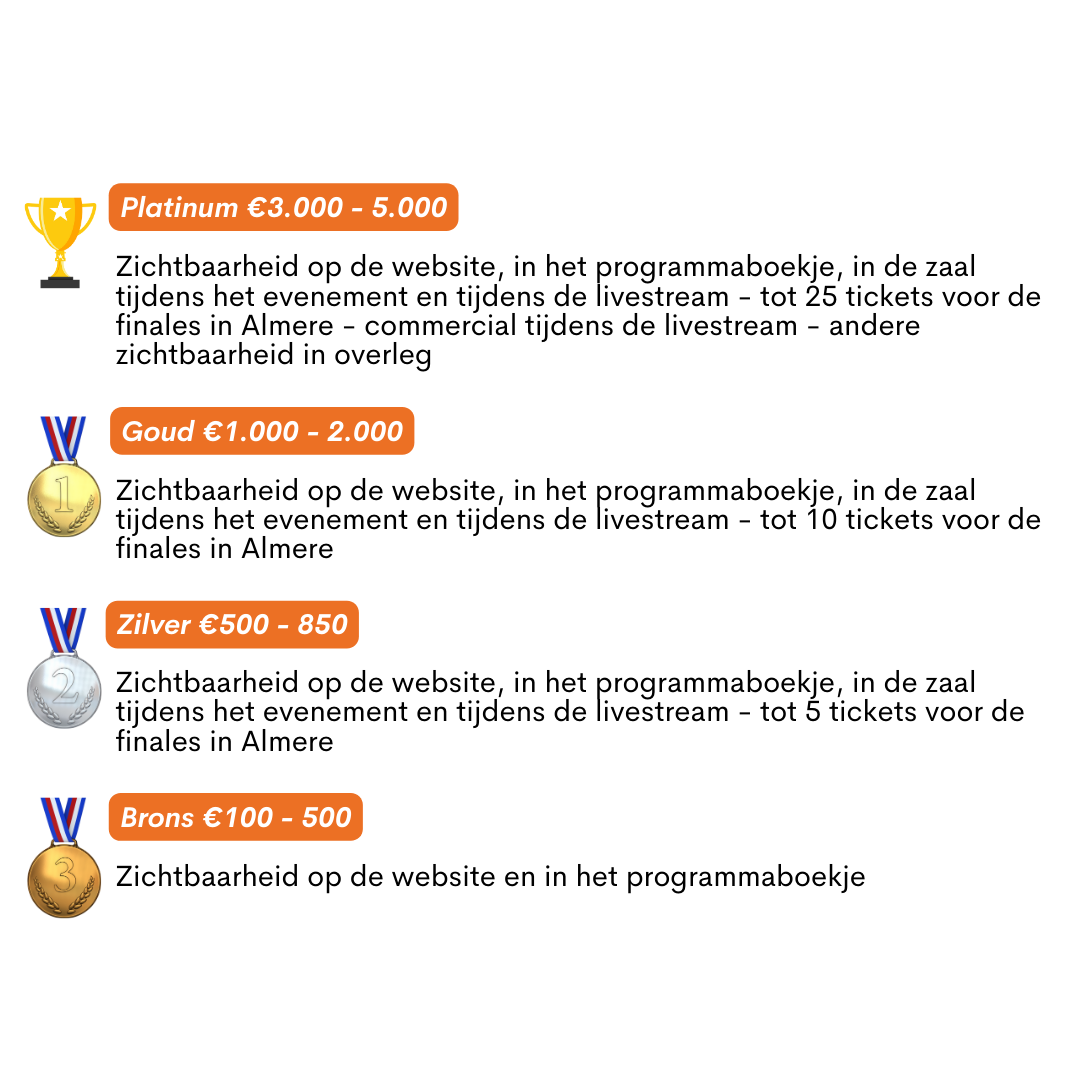 Platinum €3.000 - 5.000
Zichtbaarheid op de website, in het programmaboekje, in de zaal
tijdens het evenement en tijdens de livestream - tot 25 tickets voor de
finales in Almere - commercial tijdens de livestream - andere
zichtbaarheid in overleg
Goud €1.000 - 2.000
1
Zichtbaarheid op de website, in het programmaboekje, in de zaal
tijdens het evenement en tijdens de livestream - tot 10 tickets voor de
finales in Almere
Zilver €500 - 850
2
Zichtbaarheid op de website, in het programmaboekje, in de zaal
tijdens het evenement en tijdens de livestream - tot 5 tickets voor de
finales in Almere
Brons €100 - 500
3
Zichtbaarheid op de website en in het programmaboekje